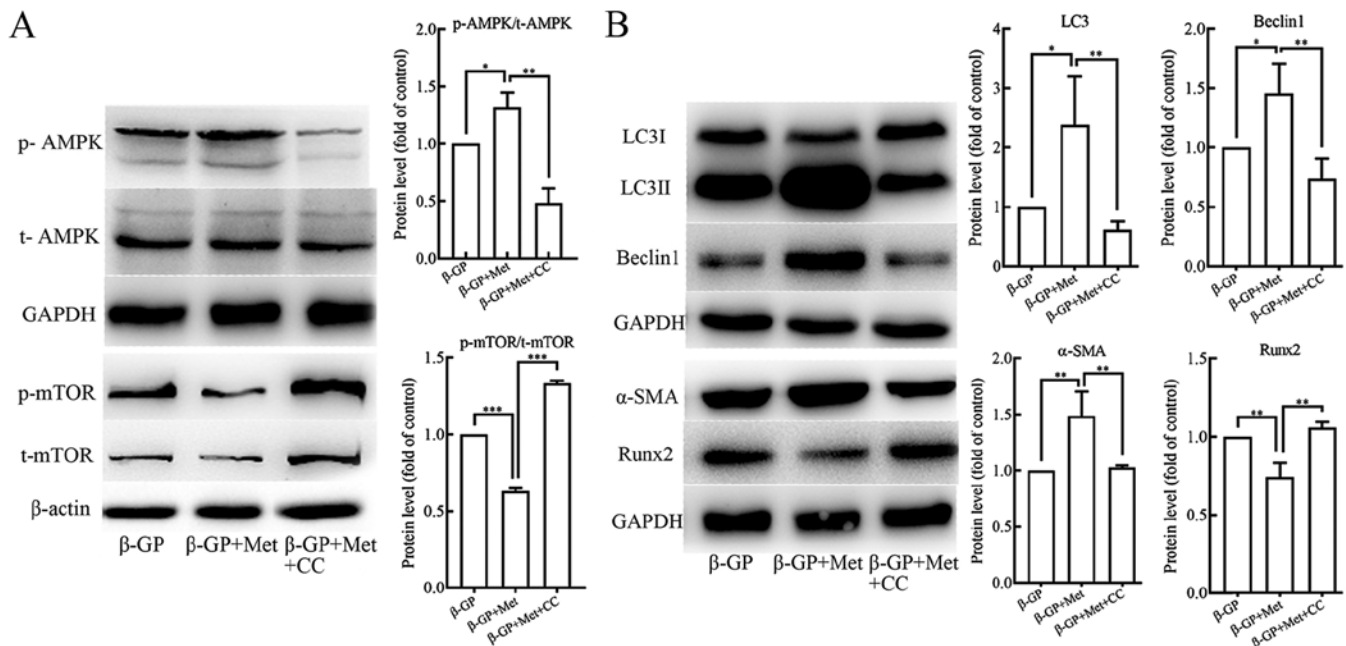 A
p- AMPK
t- AMPK
GAPDH
p-mTOR
t-mTOR
β-actin
β-GP
β-GP+Met
β-GP+Met
+CC
p-AMPK/t-AMPK
Protein level (fold of control)
2.0
1.5
1.0
0.5
0.0
*
**
β-GP
β-GP+Met
β-GP+Met+CC
p-mTOR/t-mTOR
Protein level (fold of control)
1.5
1.0
0.5
0.0
***
***
β-GP
β-GP+Met
β-GP+Met+CC
B
LC3I
LC3II
Beclin1
GAPDH
α-SMA
Runx2
GAPDH
β-GP
β-GP+Met
β-GP+Met
+CC
LC3
Protein level (fold of control)
4
3
2
1
0
*
**
β-GP
β-GP+Met
β-GP+Met+CC
Beclin1
Protein level (fold of control)
2.0
1.5
1.0
0.5
0.0
*
**
β-GP
β-GP+Met
β-GP+Met+CC
α-SMA
Protein level (fold of control)
2.0
1.5
1.0
0.5
0.0
**
**
β-GP
β-GP+Met
β-GP+Met+CC
Runx2
Protein level (fold of control)
1.5
1.0
0.5
0.0
**
**
β-GP
β-GP+Met
β-GP+Met+CC